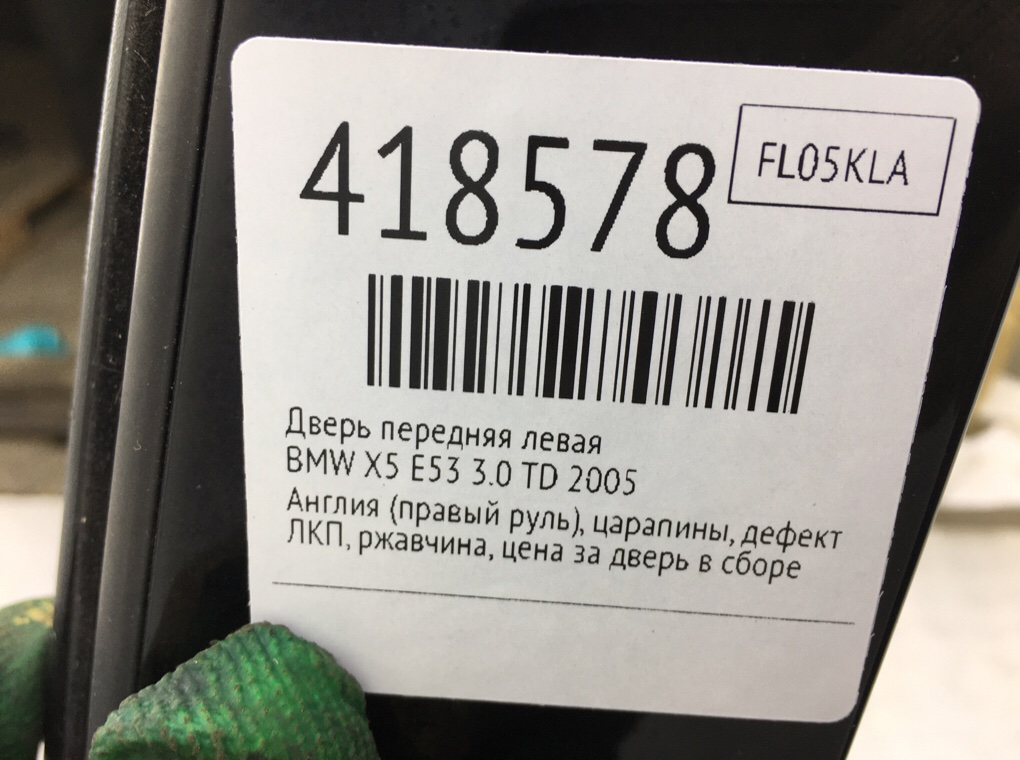 418578
FL05KLA
Дверь передняя левая
BMW X5 E53 3.0 TD 2005
Англия (правый руль), царапины, дефект
ЛКП, ржавчина, цена за дверь в сборе